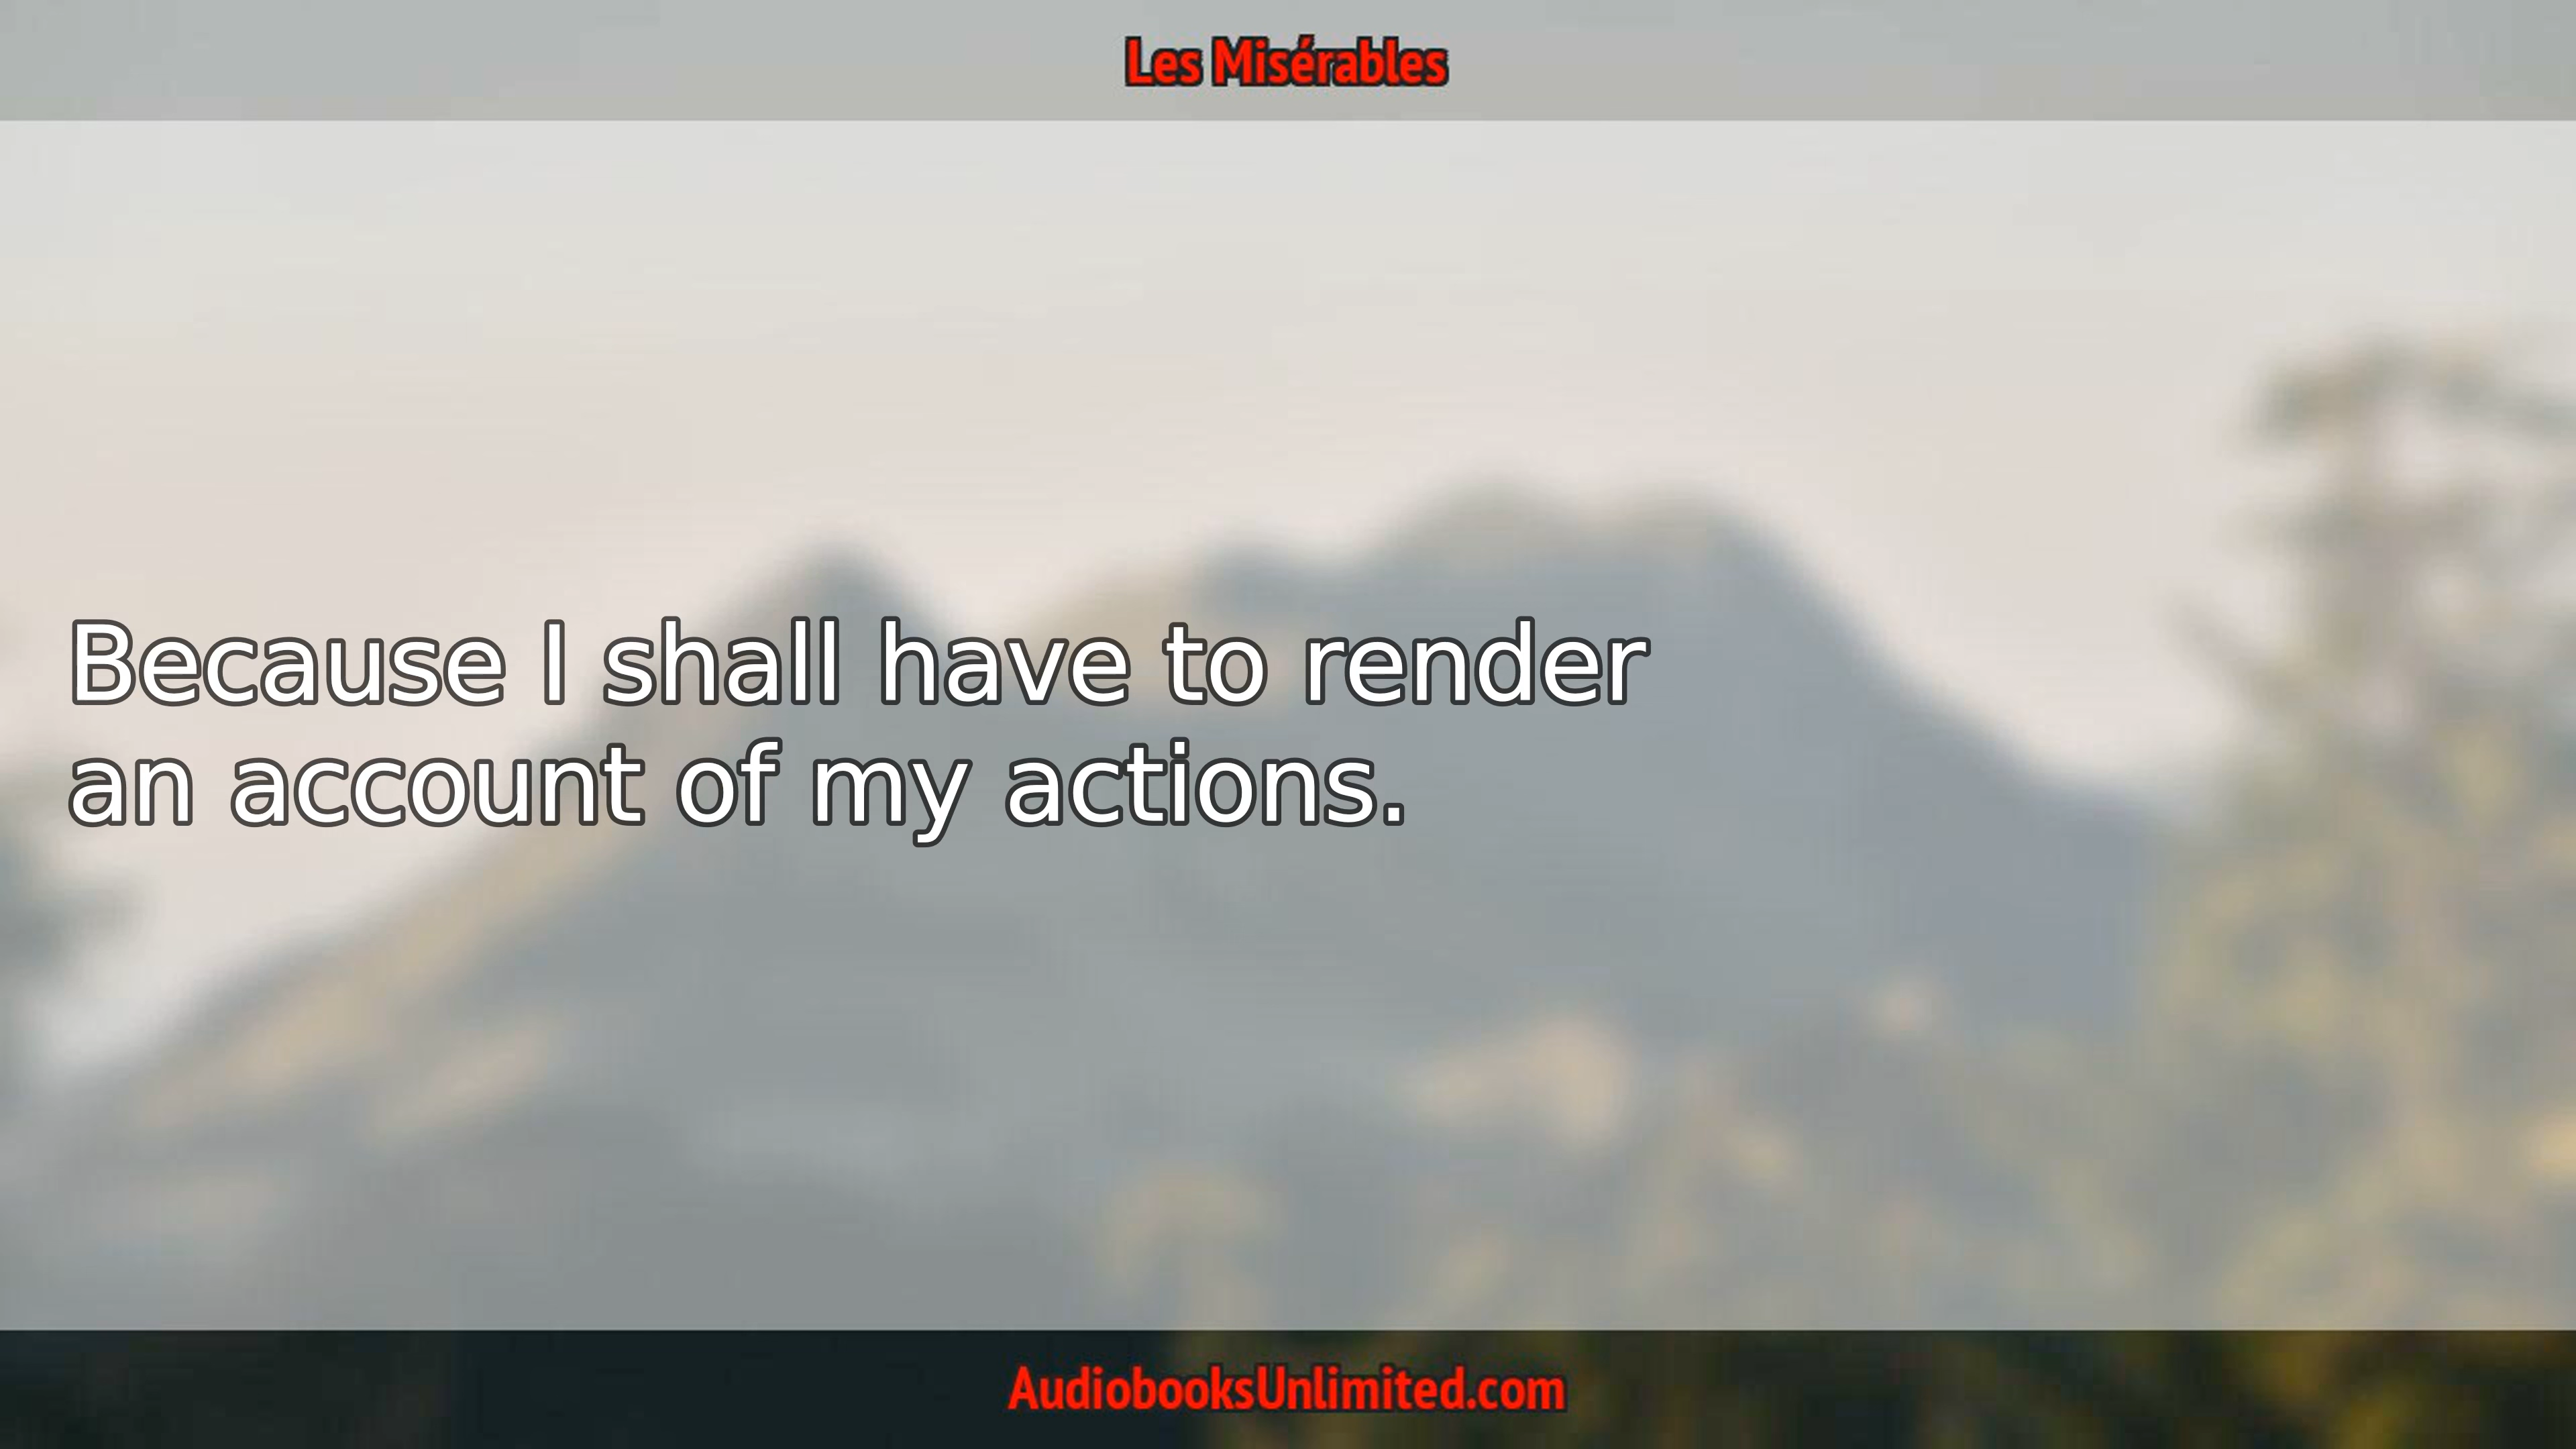 Les Misérables
Because I shall have to render
an account of my actions.
AudiobooksUnlimited.com